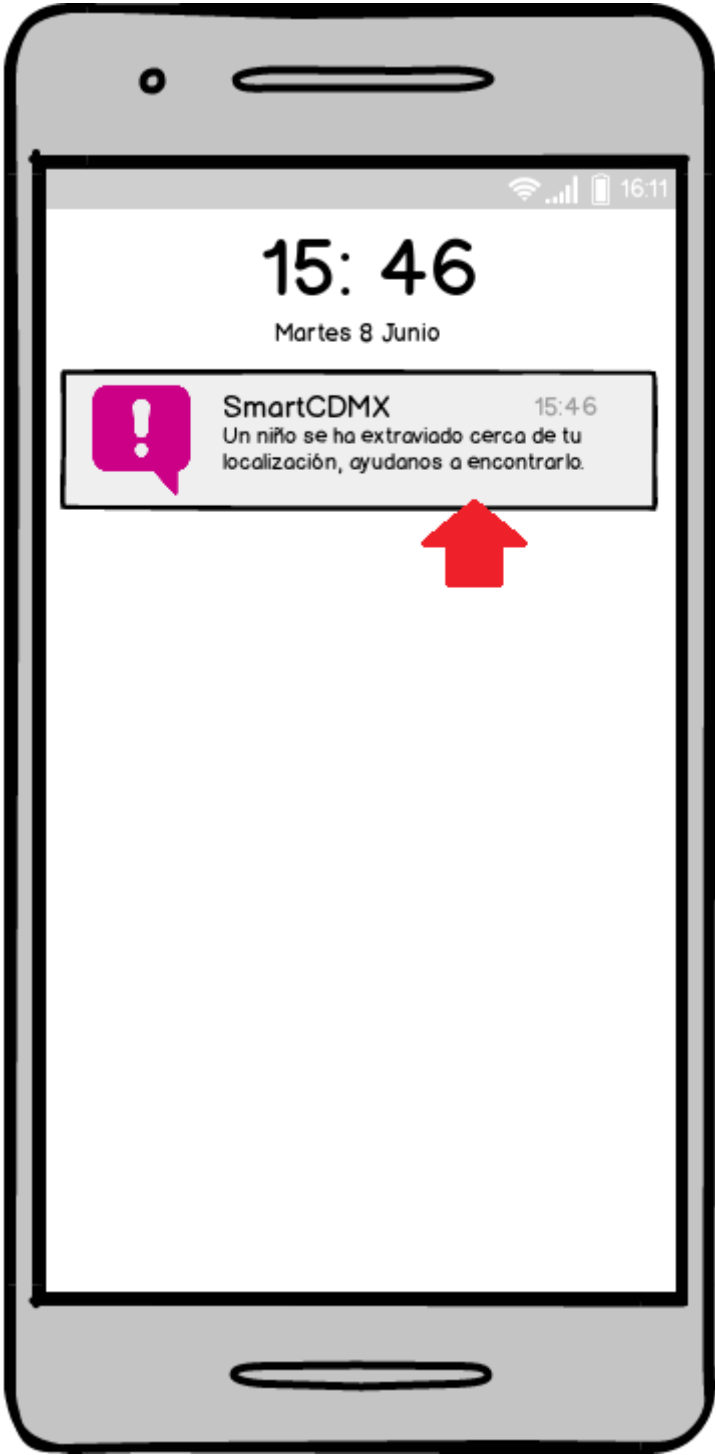 16:11
15: 46
Martes 8 Junio
SmartCDMX 15:46
Un niño se ha extraviado cerca de tu
localización, ayudanos a encontrarlo.